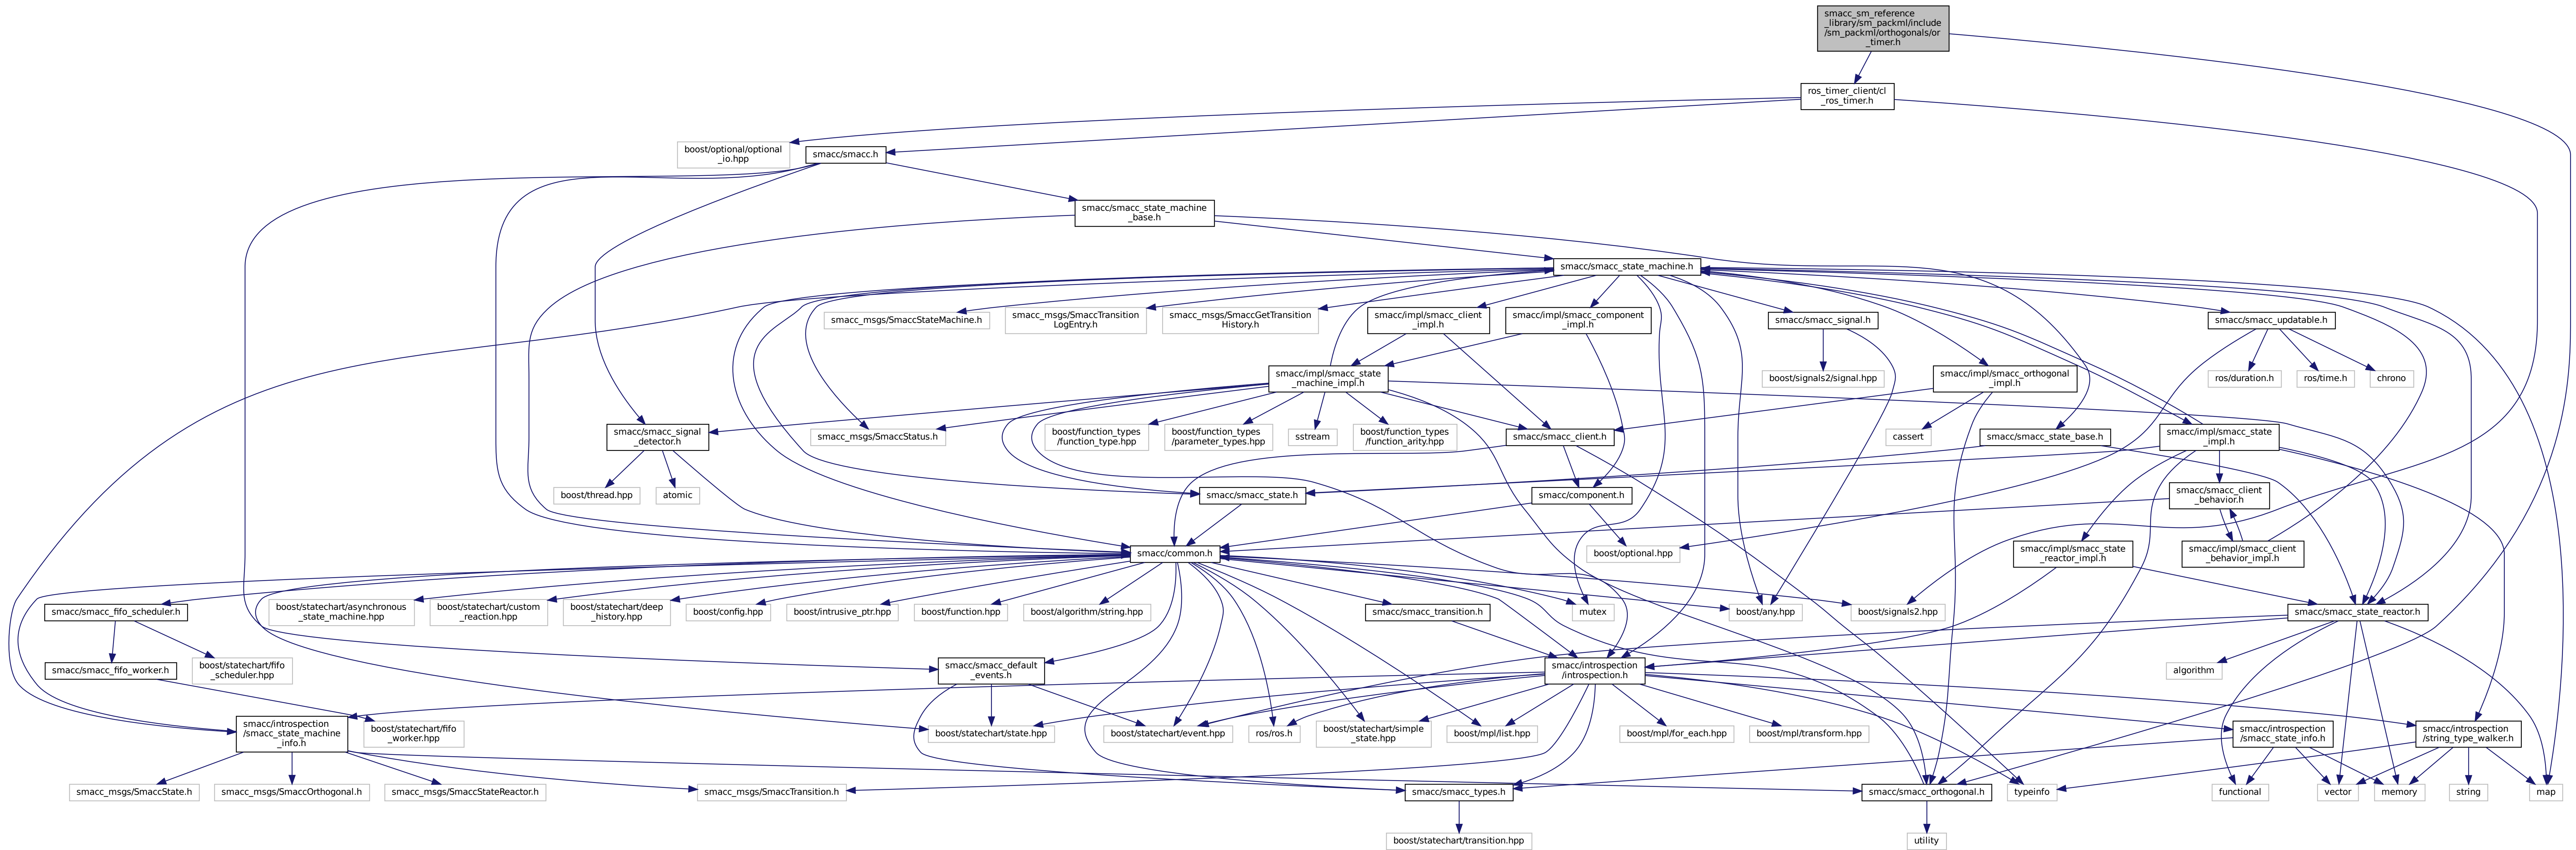 smacc_sm_reference
_library/sm_packml/include
/sm_packml/orthogonals/or
_timer.h
ros_timer_client/cl
_ros_timer.h
boost/optional/optional
_io.hpp
smacc/smacc.h
smacc/smacc_state_machine
_base.h
smacc/smacc_state_machine.h
smacc_msgs/SmaccStateMachine.h
smacc_msgs/SmaccTransition
LogEntry.h
smacc_msgs/SmaccGetTransition
History.h
smacc/impl/smacc_client
_impl.h
smacc/impl/smacc_component
_impl.h
smacc/smacc_signal.h
smacc/smacc_updatable.h
smacc/impl/smacc_state
_machine_impl.h
boost/signals2/signal.hpp
smacc/impl/smacc_orthogonal
_impl.h
ros/duration.h
ros/time.h
chrono
smacc/smacc_signal
_detector.h
smacc_msgs/SmaccStatus.h
boost/function_types
/function_type.hpp
boost/function_types
/parameter_types.hpp
sstream
boost/function_types
/function_arity.hpp
smacc/smacc_client.h
cassert
smacc/smacc_state_base.h
smacc/impl/smacc_state
_impl.h
boost/thread.hpp
atomic
smacc/smacc_state.h
smacc/component.h
smacc/smacc_client
_behavior.h
smacc/common.h
boost/optional.hpp
smacc/impl/smacc_state
_reactor_impl.h
smacc/impl/smacc_client
_behavior_impl.h
smacc/smacc_fifo_scheduler.h
boost/statechart/asynchronous
_state_machine.hpp
boost/statechart/custom
_reaction.hpp
boost/statechart/deep
_history.hpp
boost/config.hpp
boost/intrusive_ptr.hpp
boost/function.hpp
boost/algorithm/string.hpp
smacc/smacc_transition.h
mutex
boost/any.hpp
boost/signals2.hpp
smacc/smacc_state_reactor.h
smacc/smacc_fifo_worker.h
boost/statechart/fifo
_scheduler.hpp
smacc/smacc_default
_events.h
smacc/introspection
/introspection.h
algorithm
smacc/introspection
/smacc_state_machine
_info.h
boost/statechart/fifo
_worker.hpp
boost/statechart/state.hpp
boost/statechart/event.hpp
ros/ros.h
boost/statechart/simple
_state.hpp
boost/mpl/list.hpp
boost/mpl/for_each.hpp
boost/mpl/transform.hpp
smacc/introspection
/smacc_state_info.h
smacc/introspection
/string_type_walker.h
smacc_msgs/SmaccState.h
smacc_msgs/SmaccOrthogonal.h
smacc_msgs/SmaccStateReactor.h
smacc_msgs/SmaccTransition.h
smacc/smacc_types.h
smacc/smacc_orthogonal.h
typeinfo
functional
vector
memory
string
map
boost/statechart/transition.hpp
utility